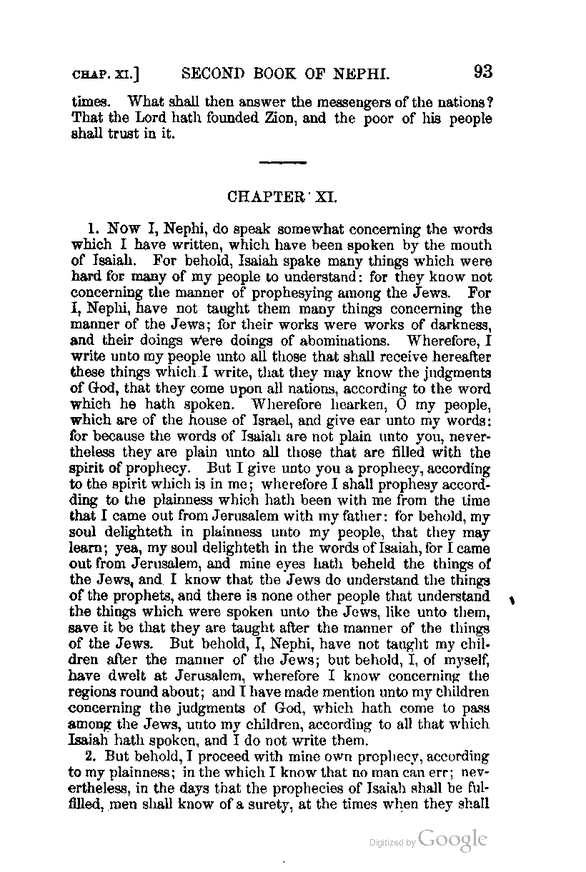 CHAP. XI.] SECOND BOOK OF NEPHI. 93
times. What shall then answer the messengers of the nations?
That the Lord hath founded Zion, and the poor of his people
shall trust in it.
CHAPTER XI.
1. Now I, Nephi, do speak somewhat concerning the words
which I have written, which have been spoken by the mouth
of Isaiah. For behold, Isaiah spake many things which were
hard for many of my people to understand: for they know not
concerning the manner of prophesying among the Jews. For
I, Nephi, have not taught them many things concerning the
manner of the Jews; for their works were works of darkness,
and their doings were doings of abominations. Wherefore, I
write unto my people unto all those that shall receive hereafter
these things which I write, that they may know the judgments
of God, that they come upon all nations, according to the word
which he hath spoken. Wherefore hearken, O my people,
which are of the house of Israel, and give ear unto my words:
for because the words of Isaiah are not plain unto you, never-
theless they are plain unto all those that are filled with the
spirit of prophecy. But I give unto you a prophecy, according
to the spirit which is in me; wherefore I shall prophesy accord-
ding to the plainness which hath been with me from the time
that I came out from Jerusalem with my father: for behold, my
soul delighteth in plainness unto my people, that they may
learn; yea, my soul delighteth in the words of Isaiah, for I came
out from Jerusalem, and mine eyes hath beheld the things of
the Jews, and I know that the Jews do understand the things
of the prophets, and there is none other people that understand
the things which were spoken unto the Jews, like unto them,
save it be that they are taught after the manner of the things
of the Jews. But behold, I, Nephi, have not taught my chil-
dren after the manner of the Jews; but behold, I, of myself,
have dwelt at Jerusalem, wherefore I know concerning the
regions round about; and I have made mention unto my children
concerning the judgments of God, which hath come to pass
among the Jews, unto my children, according to all that which
Isaiah hath spoken, and I do not write them.
2. But behold, I proceed with mine own prophecy, according
to my plainness; in the which I know that no man can err; nev-
ertheless, in the days that the prophecies of Isaiah shall be ful-
filled, men shall know of a surety, at the times when they shall
Digitized by Google